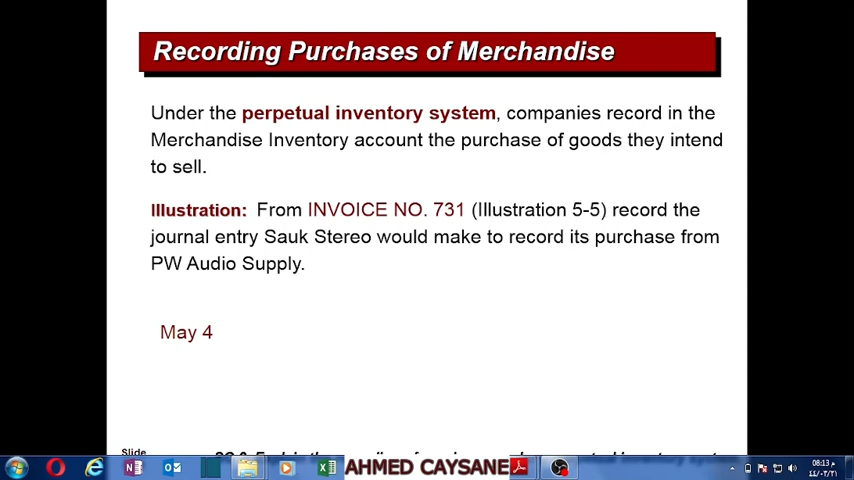 Recording Purchases of Merchandise
Under the perpetual inventory system, companies record in the
Merchandise Inventory account the purchase of goods they intend
to sell.
Illustration: From INVOICE NO. 731 (Illustration 5-5) record the
journal entry Sauk Stereo would make to record its purchase from
PW Audio Supply.
May 4
Slide
AHMED CAYSANE
08:13 م